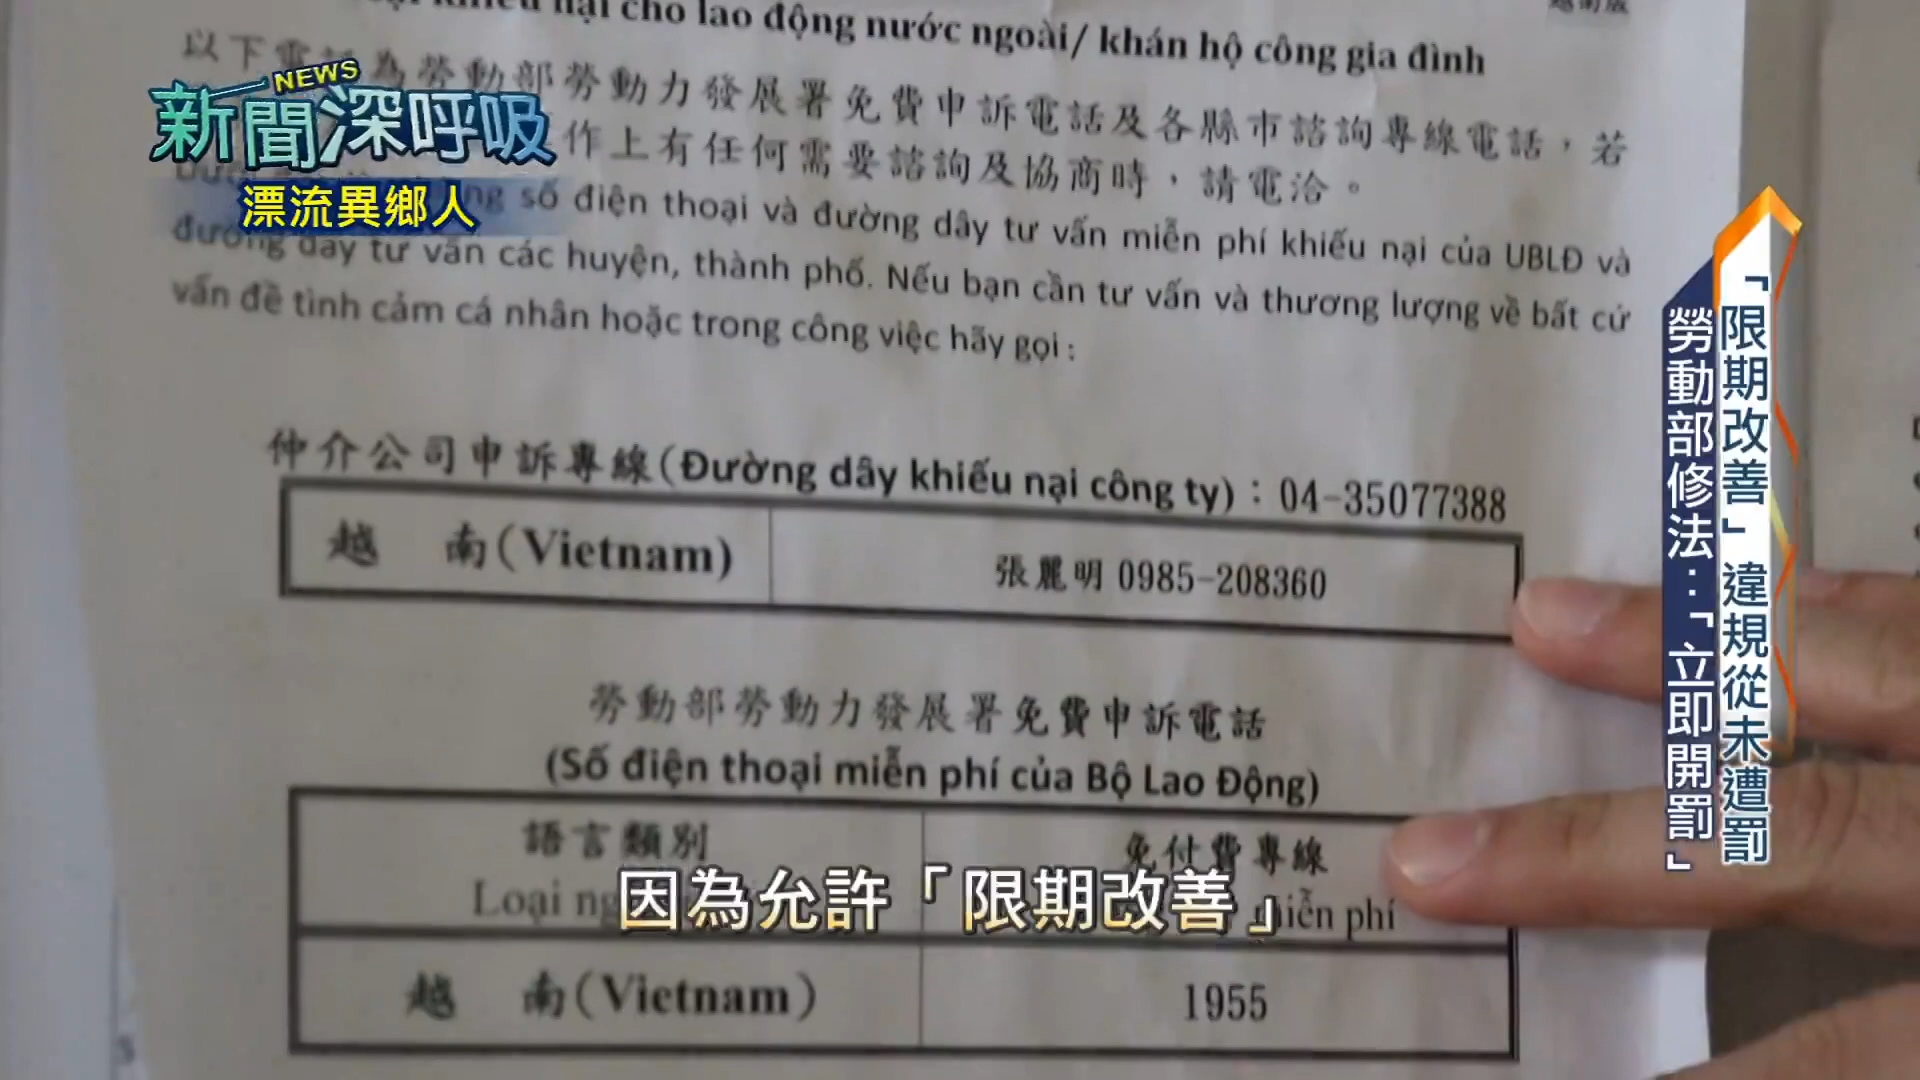 khiếu nại cho lao động nước ngoài/ khán hộ công gia đình
以下電話為勞動部勞動力發展署免費申訴電話及各縣市諮詢專線電話，若
作上有任何需要諮詢及協商時，請電洽。
số điện thoại và đường dây tư vấn miễn phí khiếu nại của UBLĐ và
đường dây tư vấn các huyện, thành phố. Nếu bạn cần tư vấn và thương lượng về bất cứ
vấn đề tình cảm cá nhân hoặc trong công việc hãy gọi :
NEWS
新聞深呼吸
漂流異鄉人
仲介公司申訴專線(Đường dây khiếu nại công ty)：04-35077388
越 南(Vietnam) 張麗明 0985-208360
勞動部勞動力發展署免費申訴電話
(Số điện thoại miễn phí của Bộ Lao Động)
語言類別 免付費專線
Loại miễn phí
越 南(Vietnam) 1955
因為允許「限期改善」
「限期改善」違規從未遭罰
勞動部修法：「立即開罰」